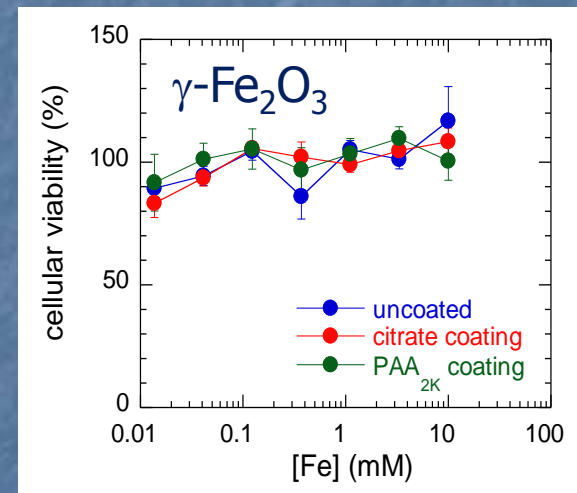 150
γ-Fe2O3
100
50
0
cellular viability (%)
uncoated
citrate coating
PAA2K coating
0.01 0.1 1 10 100
[Fe] (mM)